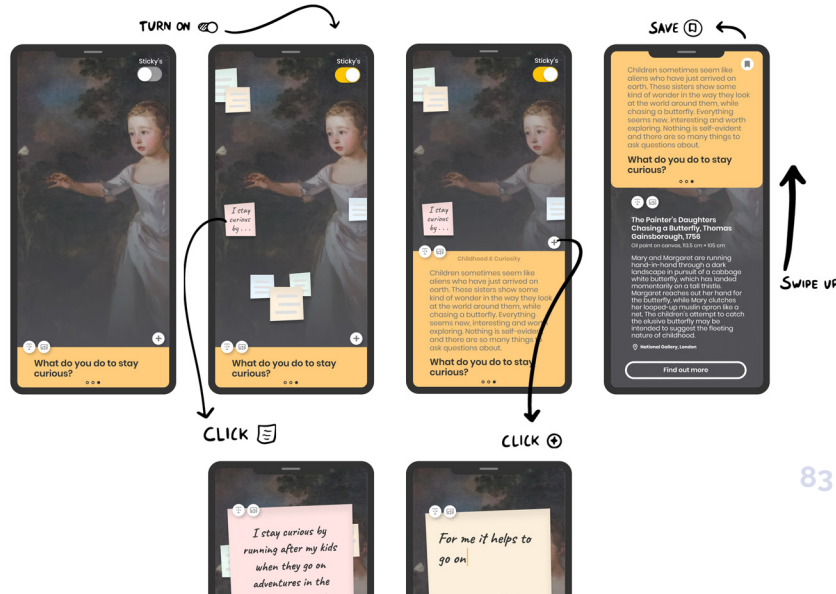 TURN ON
SAVE
Sticky's
What do you do to stay
curious?
Sticky's
I stay
curious
by . . .
What do you do to stay
curious?
Sticky's
I stay
curious
by . . .
Childhood & Curiosity
Children sometimes seem like
aliens who have just arrived on
earth. These sisters show some
kind of wonder in the way they look
at the world around them, while
chasing a butterfly. Everything
seems new, interesting and worth
exploring. Nothing is self-evident
and there are so many things to
ask questions about.
What do you do to stay
curious?
Children sometimes seem like
aliens who have just arrived on
earth. These sisters show some
kind of wonder in the way they look
at the world around them, while
chasing a butterfly. Everything
seems new, interesting and worth
exploring. Nothing is self-evident
and there are so many things to
ask questions about.
What do you do to stay
curious?
The Painter's Daughters
Chasing a Butterfly, Thomas
Gainsborough, 1756
Oil paint on canvas, 113,5 cm × 105 cm
Mary and Margaret are running
hand-in-hand through a dark
landscape in pursuit of a cabbage
white butterfly, which has landed
momentarily on a tall thistle.
Margaret reaches out her hand for
the butterfly, while Mary clutches
her looped-up muslin apron like a
net. The children's attempt to catch
the elusive butterfly may be
intended to suggest the fleeting
nature of childhood.
National Gallery, London
Find out more
SWIPE UP
CLICK
CLICK
83
I stay curious by
running after my kids
when they go on
adventures in the
For me it helps to
go on